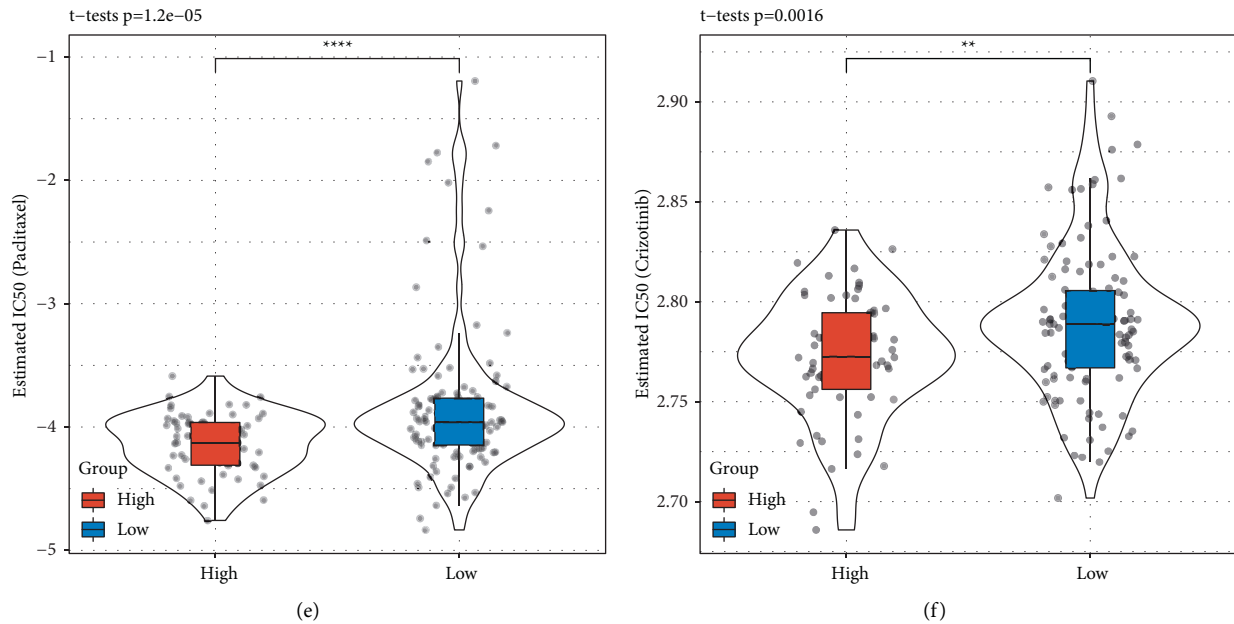 t−tests p=1.2e−05
****
Estimated IC50 (Paclitaxel)
−1
−2
−3
−4
−5
Group
High
Low
High Low
(e)
t−tests p=0.0016
**
Estimated IC50 (Crizotinib)
2.90
2.85
2.80
2.75
2.70
Group
High
Low
High Low
(f)